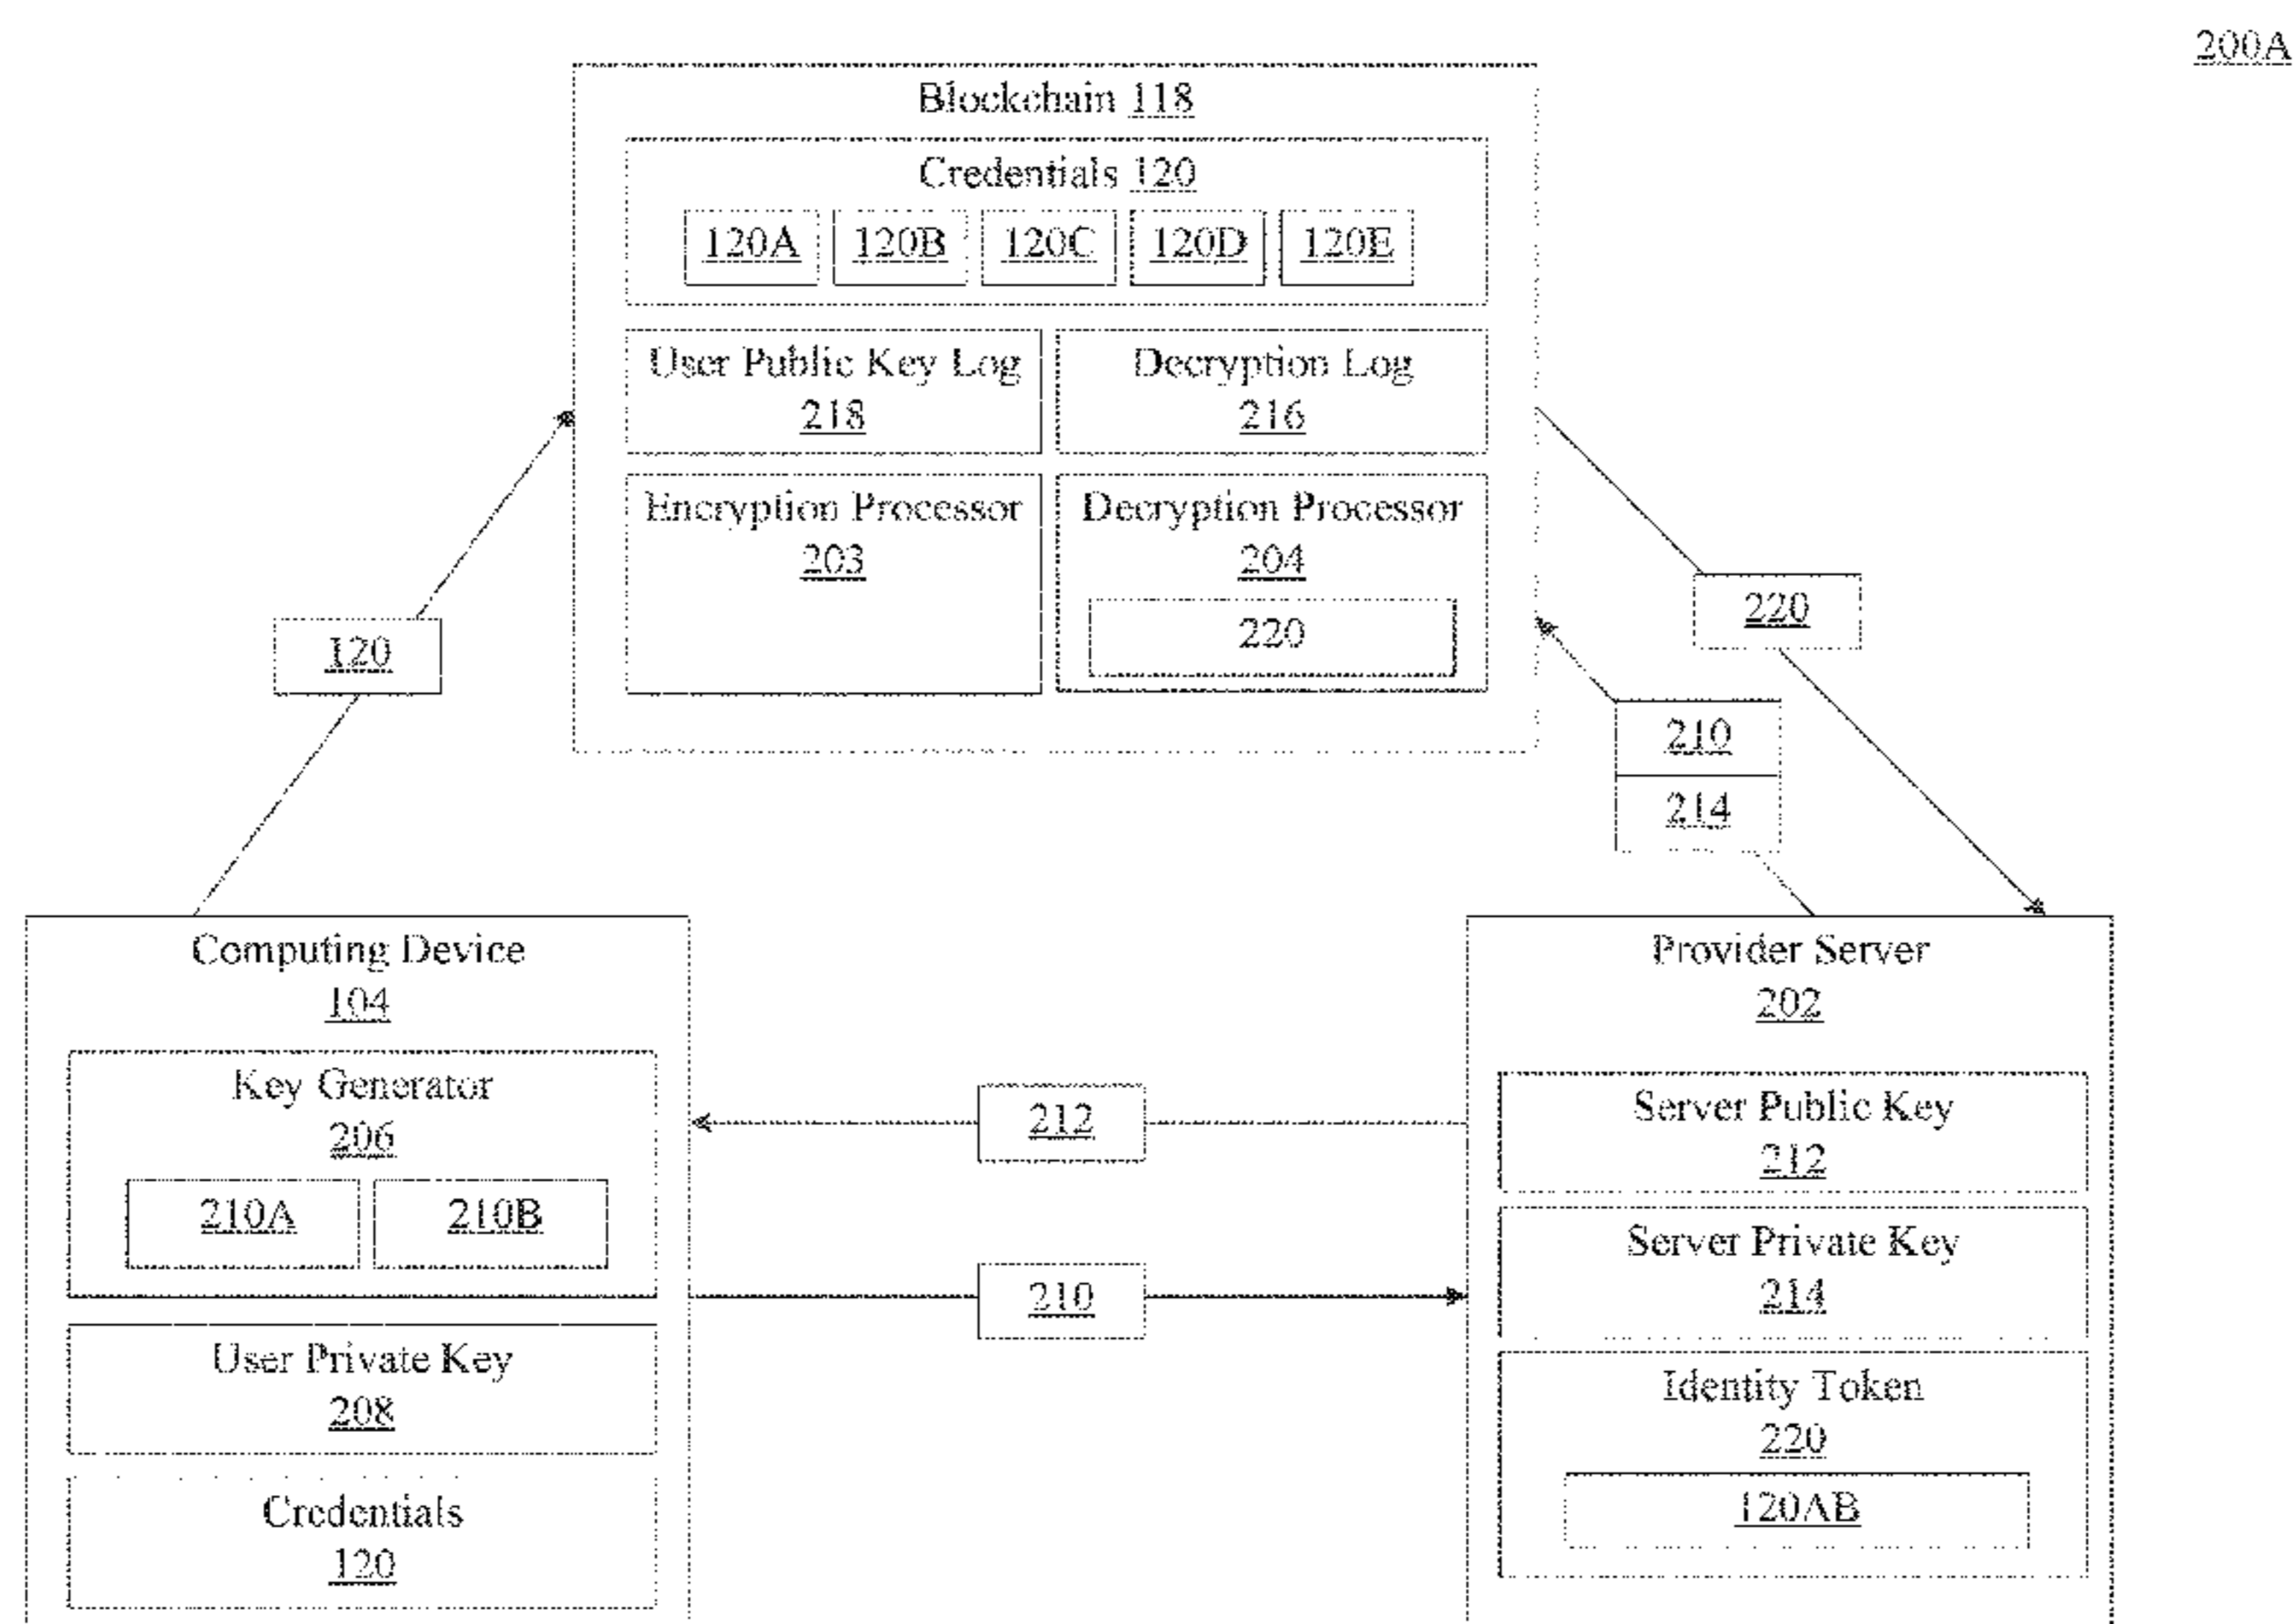 200A
Blockchain 118
Credentials 120
120A 120B 120C 120D 120E
User Public Key Log
218
Decryption Log
216
Encryption Processor
203
Decryption Processor
204
220
120
220
210
214
Computing Device
104
Key Generator
206
210A 210B
User Private Key
208
Credentials
120
212
210
Provider Server
202
Server Public Key
212
Server Private Key
214
Identity Token
220
120AB